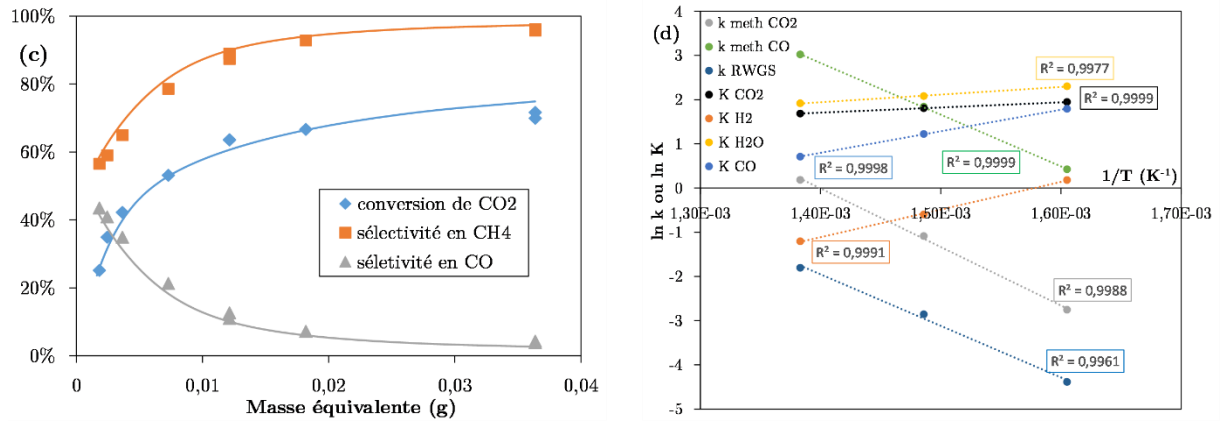 (c)
100%
80%
60%
40%
20%
0%
0
0,01
0,02
0,03
0,04
Masse équivalente (g)
conversion de CO2
sélectivité en CH4
séletivité en CO
(d)
ln k ou ln K
4
3
2
1
0
-1
-2
-3
-4
-5
k meth CO2
k meth CO
k RWGS
K CO2
K H2
K H2O
K CO
R² = 0,9977
R² = 0,9999
R² = 0,9998
R² = 0,9999
1/T (K⁻¹)
1,30E-03
1,40E-03
1,50E-03
1,60E-03
1,70E-03
R² = 0,9991
R² = 0,9988
R² = 0,9961